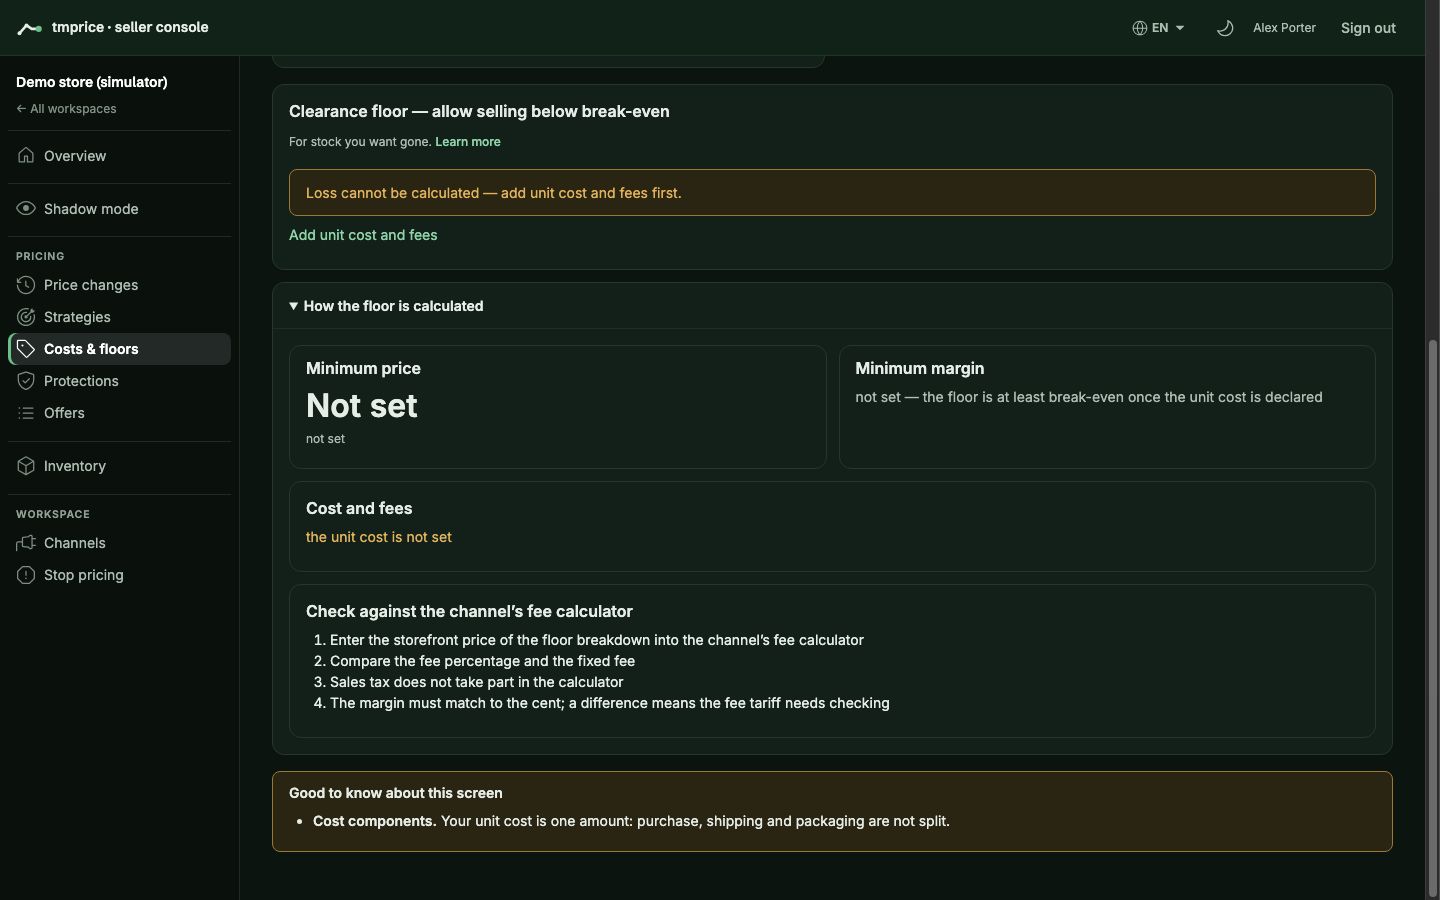 tmprice · seller console
EN
Alex Porter
Sign out
Demo store (simulator)
← All workspaces
Overview
Shadow mode
PRICING
Price changes
Strategies
Costs & floors
Protections
Offers
Inventory
WORKSPACE
Channels
Stop pricing
Clearance floor — allow selling below break-even
For stock you want gone. Learn more
Loss cannot be calculated — add unit cost and fees first.
Add unit cost and fees
▼ How the floor is calculated
Minimum price
Not set
not set
Minimum margin
not set — the floor is at least break-even once the unit cost is declared
Cost and fees
the unit cost is not set
Check against the channel’s fee calculator
1. Enter the storefront price of the floor breakdown into the channel’s fee calculator
2. Compare the fee percentage and the fixed fee
3. Sales tax does not take part in the calculator
4. The margin must match to the cent; a difference means the fee tariff needs checking
Good to know about this screen
• Cost components. Your unit cost is one amount: purchase, shipping and packaging are not split.